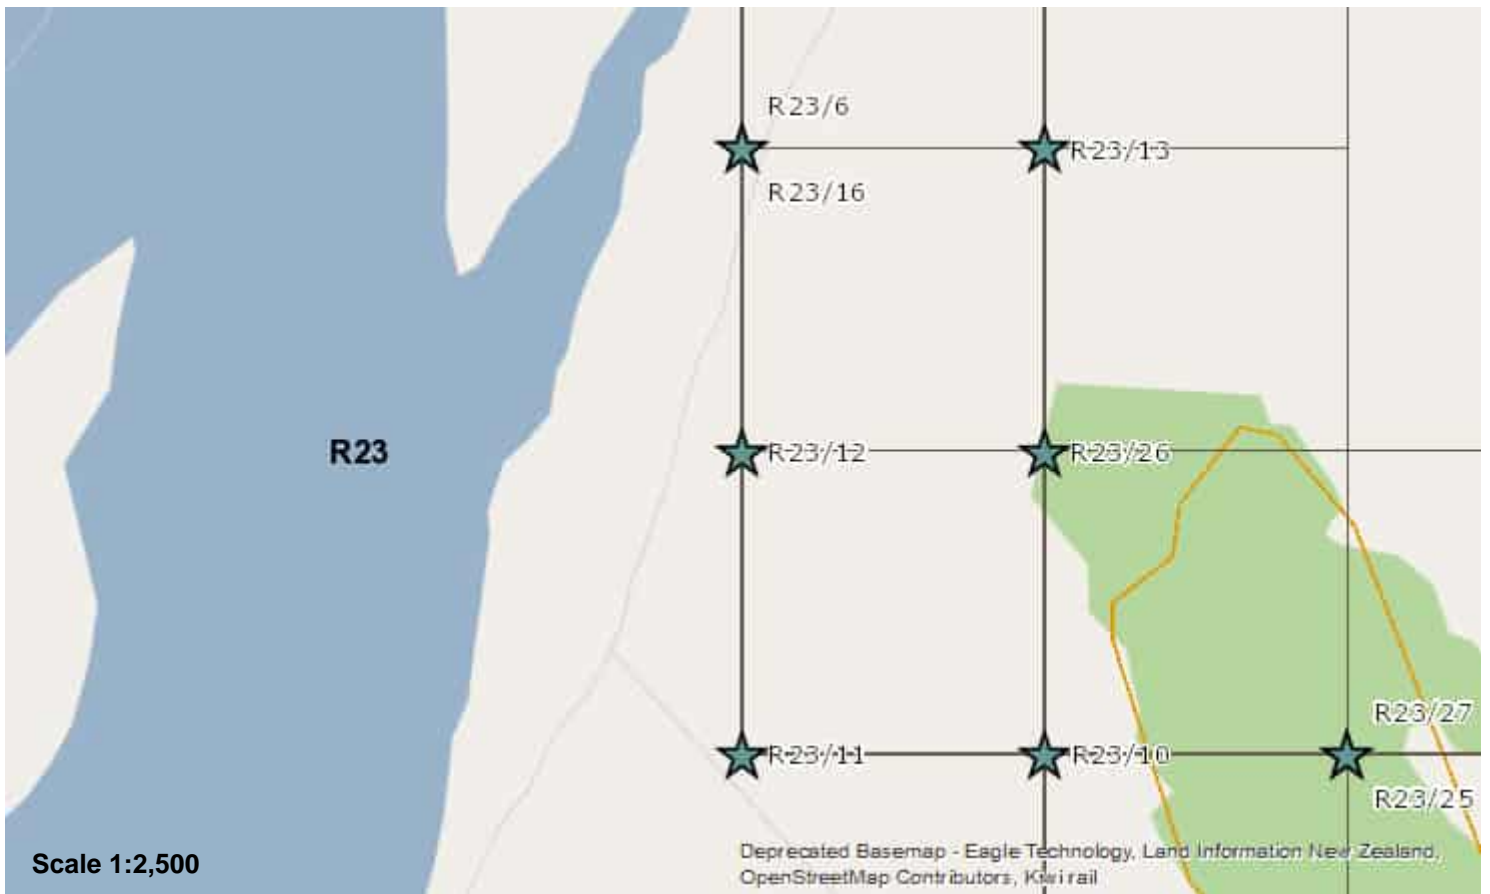 R23/6
R23/13
R23/16
R23
R23/12
R23/26
R23/27
R23/11
R23/10
R23/25
Scale 1:2,500
Deprecated Basemap - Eagle Technology, Land Information New Zealand,
OpenStreetMap Contributors, Kiwirail